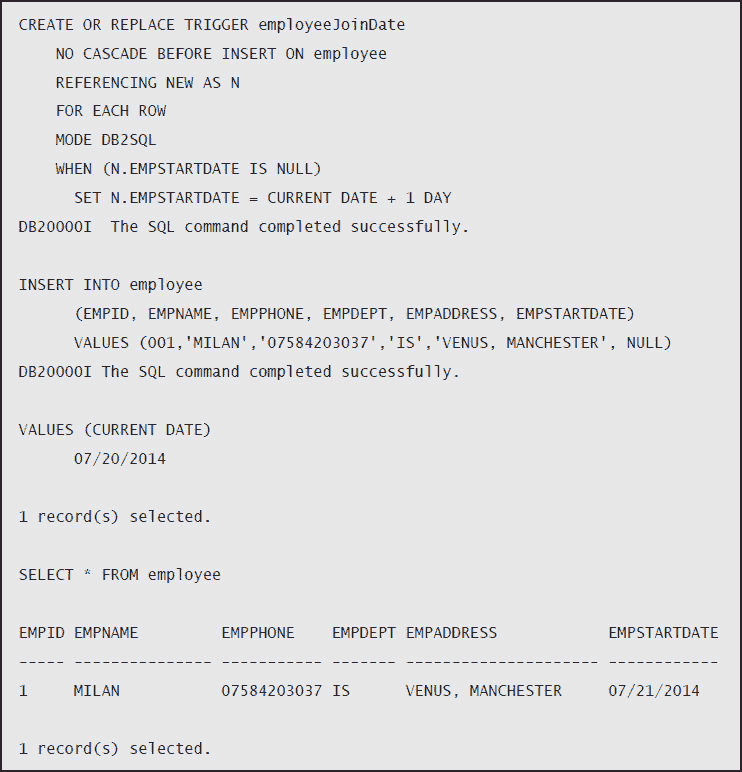 CREATE OR REPLACE TRIGGER employeeJoinDate
NO CASCADE BEFORE INSERT ON employee
REFERENCING NEW AS N
FOR EACH ROW
MODE DB2SQL
WHEN (N.EMPSTARTDATE IS NULL)
SET N.EMPSTARTDATE = CURRENT DATE + 1 DAY
DB20000I  The SQL command completed successfully.
INSERT INTO employee
(EMPID, EMPNAME, EMPPHONE, EMPDEPT, EMPADDRESS, EMPSTARTDATE)
VALUES (001,'MILAN','07584203037','IS','VENUS, MANCHESTER', NULL)
DB20000I The SQL command completed successfully.
VALUES (CURRENT DATE)
07/20/2014
1 record(s) selected.
SELECT * FROM employee
EMPID EMPNAME         EMPPHONE    EMPDEPT EMPADDRESS            EMPSTARTDATE
----- --------------- ----------- ------- --------------------- ------------
1     MILAN           07584203037 IS      VENUS, MANCHESTER     07/21/2014
1 record(s) selected.